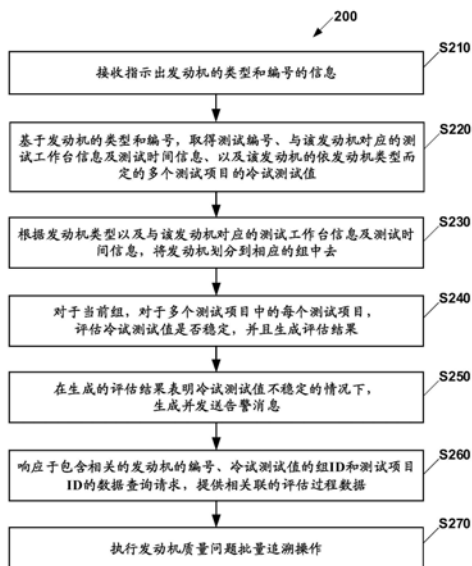 200
S210
接收指示出发动机的类型和编号的信息
S220
基于发动机的类型和编号，取得测试编号、与该发动机对应的测
试工作台信息及测试时间信息、以及该发动机的依发动机类型而
定的多个测试项目的冷试测试值
S230
根据发动机类型以及与该发动机对应的测试工作台信息及测试时
间信息，将发动机划分到相应的组中去
S240
对于当前组，对于多个测试项目中的每个测试项目，
评估冷试测试值是否稳定，并且生成评估结果
S250
在生成的评估结果表明冷试测试值不稳定的情况下，
生成并发送告警消息
S260
响应于包含相关的发动机的编号、冷试测试值的组ID和测试项目
ID的数据查询请求，提供相关联的评估过程数据
S270
执行发动机质量问题批量追溯操作